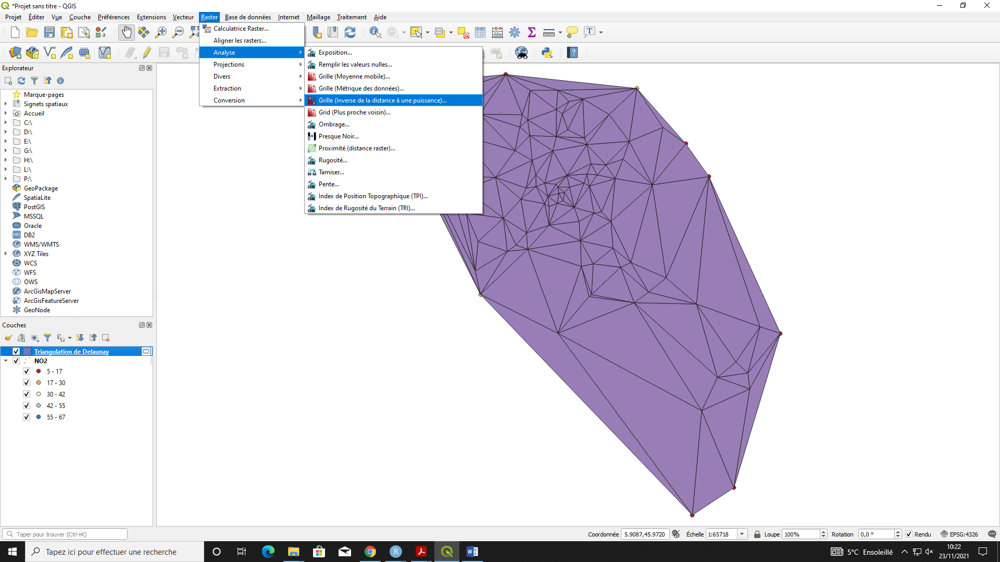 *Projet sans titre - QGIS
Projet Éditer Vue Couche Préférences Extensions Vecteur Raster Base de données Internet Maillage Traitement Aide
Calculatrice Raster...
Aligner les rasters...
Analyse
Projections
Divers
Extraction
Conversion
Exposition...
Remplir les valeurs nulles...
Grille (Moyenne mobile)...
Grille (Métrique des données)...
Grille (Inverse de la distance à une puissance)...
Grid (Plus proche voisin)...
Ombrage...
Presque Noir...
Proximité (distance raster)...
Rugosité...
Tamiser...
Pente...
Index de Position Topographique (TPI)...
Index de Rugosité du Terrain (TRI)...
Explorateur
Marque-pages
Signets spatiaux
Accueil
C:\
D:\
E:\
G:\
H:\
L:\
P:\
GeoPackage
SpatiaLite
PostGIS
MSSQL
Oracle
DB2
WMS/WMTS
XYZ Tiles
WCS
WFS
OWS
ArcGisMapServer
ArcGisFeatureServer
GeoNode
Couches
Triangulation de Delaunay
NO2
5 - 17
17 - 30
30 - 42
42 - 55
55 - 67
Taper pour trouver (Ctrl+K)
Coordonnée 5.9087,45.9720 Échelle 1:65718 Loupe 100% Rotation 0,0 ° Rendu EPSG:4326
Tapez ici pour effectuer une recherche
5°C Ensoleillé
10:22
23/11/2021